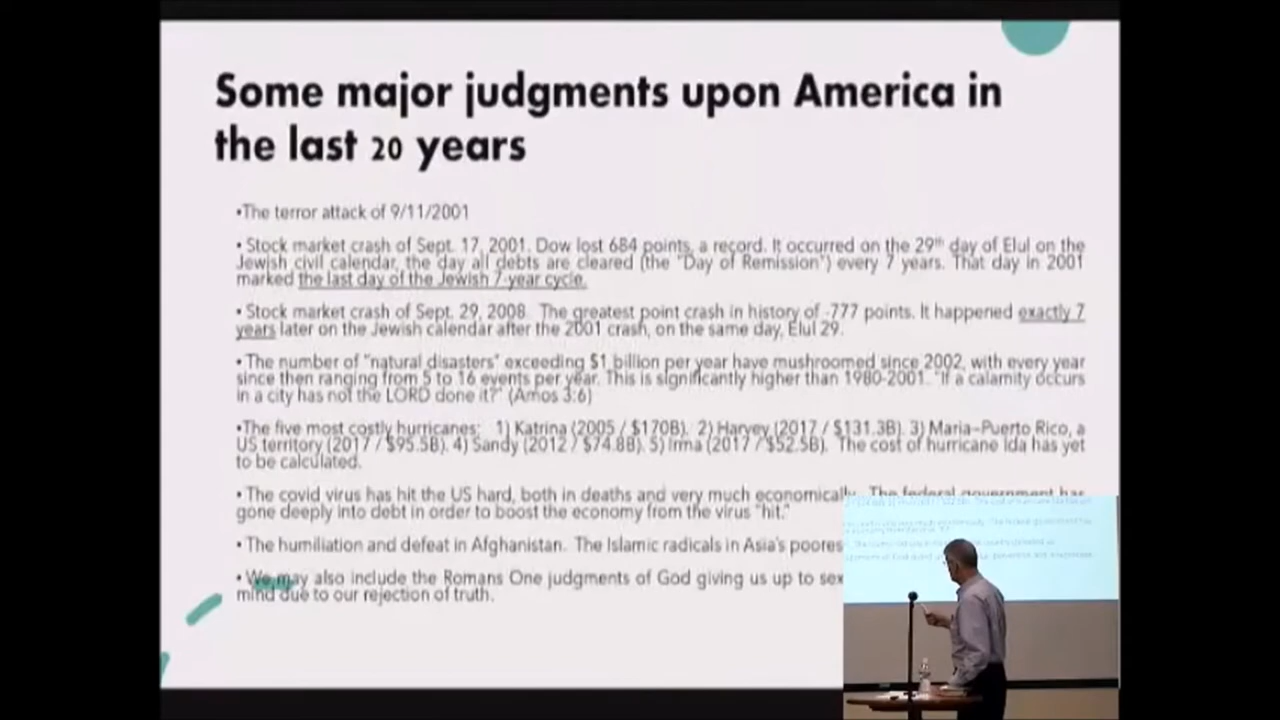 Some major judgments upon America in
the last 20 years
•The terror attack of 9/11/2001
• Stock market crash of Sept. 17, 2001. Dow lost 684 points, a record. It occurred on the 29th day of Elul on the
Jewish civil calendar, the day all debts are cleared (the "Day of Remission") every 7 years. That day in 2001
marked the last day of the Jewish 7-year cycle.
• Stock market crash of Sept. 29, 2008. The greatest point crash in history of -777 points. It happened exactly 7
years later on the Jewish calendar after the 2001 crash, on the same day, Elul 29.
• The number of "natural disasters" exceeding $1 billion per year have mushroomed since 2002, with every year
since then ranging from 5 to 16 events per year. This is significantly higher than 1980-2001. "If a calamity occurs
in a city has not the LORD done it?" (Amos 3:6)
•The five most costly hurricanes: 1) Katrina (2005 / $170B). 2) Harvey (2017 / $131.3B). 3) Maria–Puerto Rico, a
US territory (2017 / $95.5B). 4) Sandy (2012 / $74.8B). 5) Irma (2017 / $52.5B). The cost of hurricane Ida has yet
to be calculated.
• The covid virus has hit the US hard, both in deaths and very much economically. The federal government has
gone deeply into debt in order to boost the economy from the virus "hit."
• The humiliation and defeat in Afghanistan. The Islamic radicals in Asia's
• We may also include the Romans One judgments of God giving us up to
mind due to our rejection of truth.